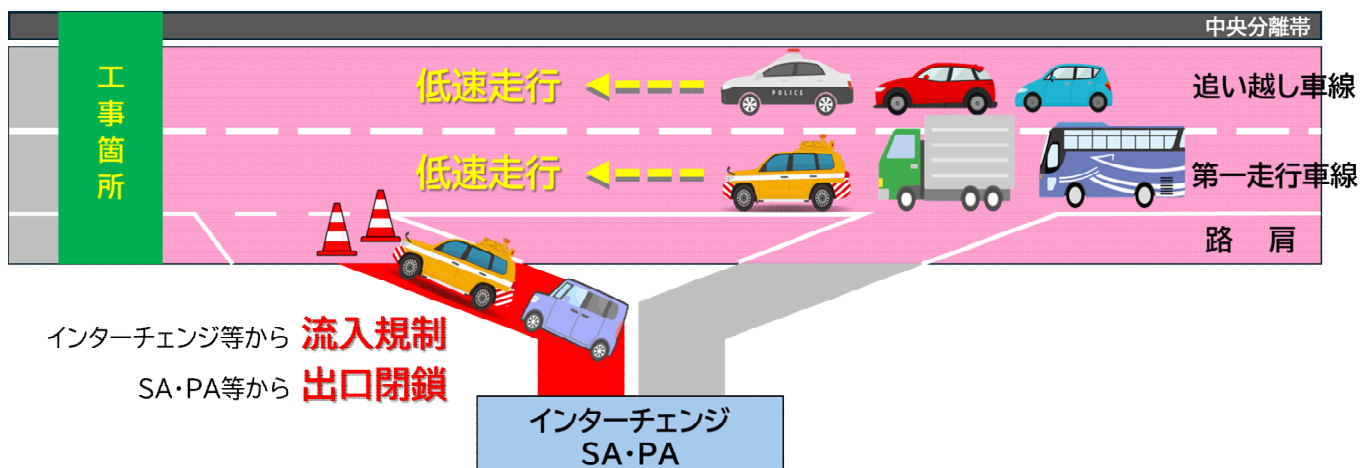 中央分離帯
工事箇所
低速走行
POLICE
追い越し車線
低速走行
第一走行車線
路肩
インターチェンジ等から 流入規制
SA・PA等から 出口閉鎖
インターチェンジ
SA・PA